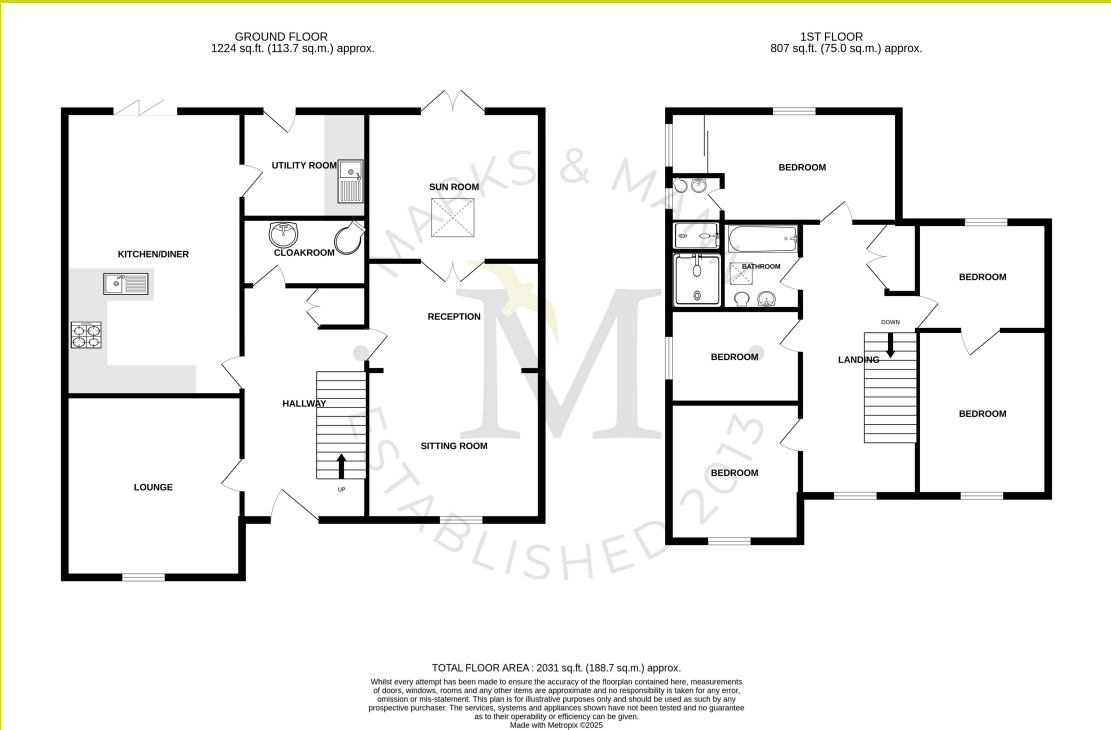 GROUND FLOOR
1224 sq.ft. (113.7 sq.m.) approx.
1ST FLOOR
807 sq.ft. (75.0 sq.m.) approx.
UTILITY ROOM
SUN ROOM
KITCHEN/DINER
CLOAKROOM
RECEPTION
HALLWAY
SITTING ROOM
LOUNGE
UP
BEDROOM
BATHROOM
BEDROOM
DOWN
BEDROOM
LANDING
BEDROOM
BEDROOM
MARKS & MANN
M
ESTABLISHED 2013
TOTAL FLOOR AREA : 2031 sq.ft. (188.7 sq.m.) approx.
Whilst every attempt has been made to ensure the accuracy of the floorplan contained here, measurements
of doors, windows, rooms and any other items are approximate and no responsibility is taken for any error,
omission or mis-statement. This plan is for illustrative purposes only and should be used as such by any
prospective purchaser. The services, systems and appliances shown have not been tested and no guarantee
as to their operability or efficiency can be given.
Made with Metropix ©2025